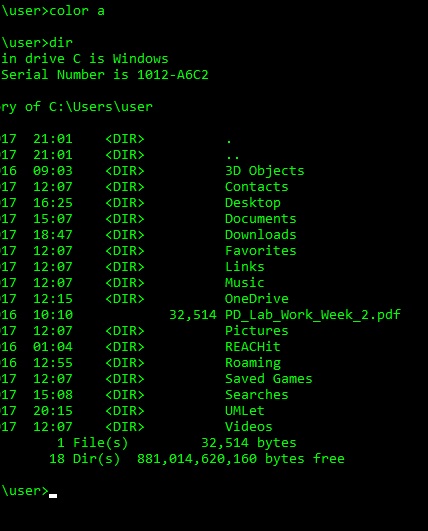 \user>color a
\user>dir
in drive C is Windows
Serial Number is 1012-A6C2
ry of C:\Users\user
17  21:01    <DIR>          .
17  21:01    <DIR>          ..
16  09:03    <DIR>          3D Objects
17  12:07    <DIR>          Contacts
17  16:25    <DIR>          Desktop
17  15:07    <DIR>          Documents
17  18:47    <DIR>          Downloads
17  12:07    <DIR>          Favorites
17  12:07    <DIR>          Links
17  12:07    <DIR>          Music
17  12:15    <DIR>          OneDrive
16  10:10            32,514 PD_Lab_Work_Week_2.pdf
17  12:07    <DIR>          Pictures
16  01:04    <DIR>          REACHit
16  12:55    <DIR>          Roaming
17  12:07    <DIR>          Saved Games
17  15:08    <DIR>          Searches
17  20:15    <DIR>          UMLet
17  12:07    <DIR>          Videos
1 File(s)         32,514 bytes
18 Dir(s)  881,014,620,160 bytes free
\user>